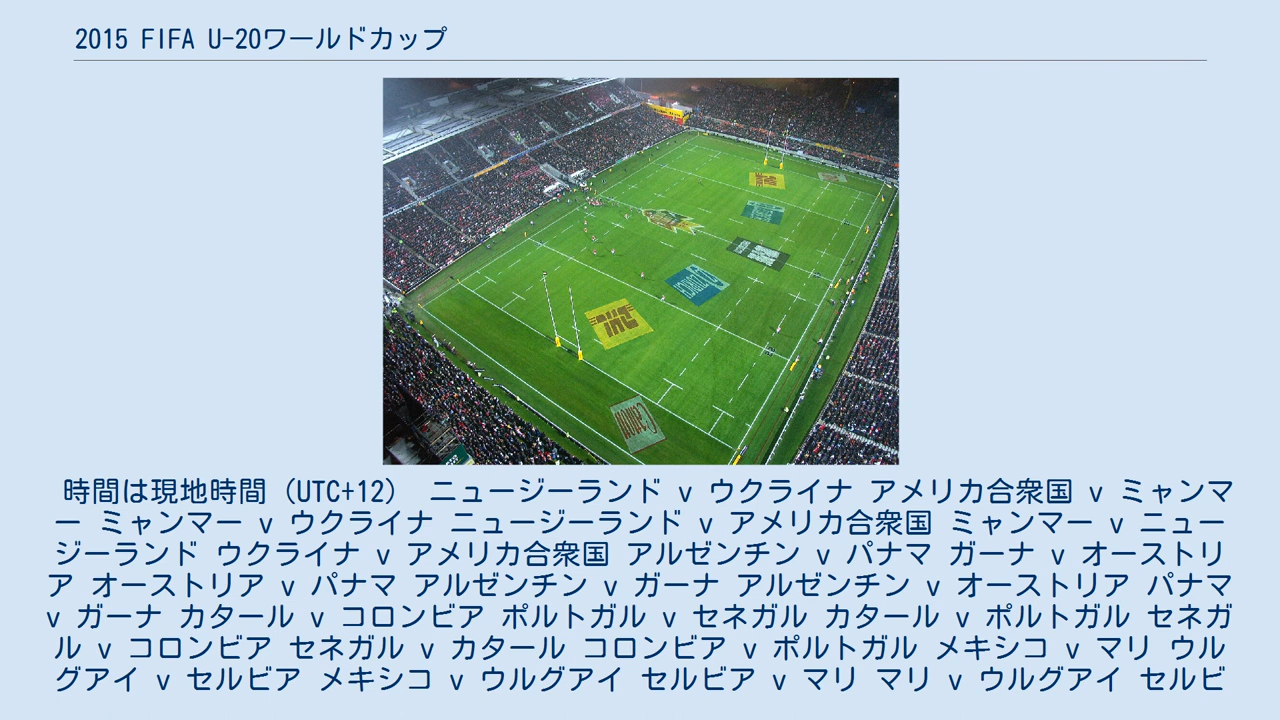 2015 FIFA U-20ワールドカップ
時間は現地時間（UTC+12） ニュージーランド v ウクライナ アメリカ合衆国 v ミャンマ
ー ミャンマー v ウクライナ ニュージーランド v アメリカ合衆国 ミャンマー v ニュー
ジーランド ウクライナ v アメリカ合衆国 アルゼンチン v パナマ ガーナ v オーストリ
ア オーストリア v パナマ アルゼンチン v ガーナ アルゼンチン v オーストリア パナマ
v ガーナ カタール v コロンビア ポルトガル v セネガル カタール v ポルトガル セネガ
ル v コロンビア セネガル v カタール コロンビア v ポルトガル メキシコ v マリ ウル
グアイ v セルビア メキシコ v ウルグアイ セルビア v マリ マリ v ウルグアイ セルビ